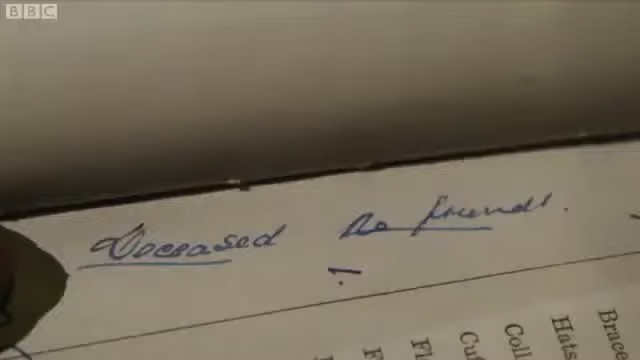 BBC
Deceased No friends.
F
Fl
Cu
Coll
Hats
Brace